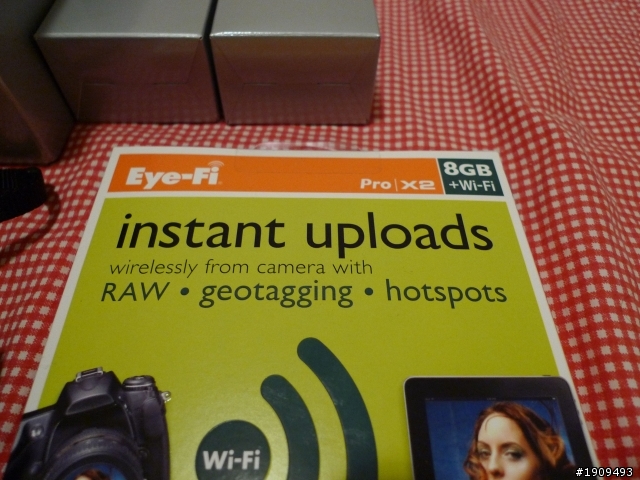 Eye-Fi
Pro | X2
8GB
+Wi-Fi
instant uploads
wirelessly from camera with
RAW • geotagging • hotspots
Wi-Fi
#1909493